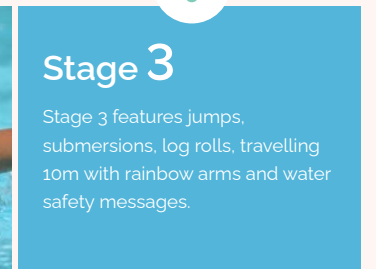 Stage 3
Stage 3 features jumps,
submersions, log rolls, travelling
10m with rainbow arms and water
safety messages.